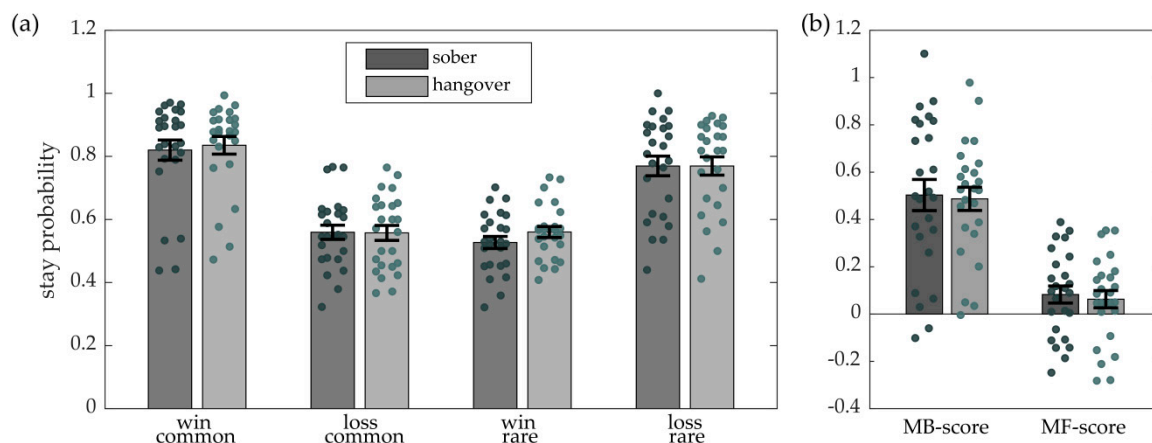 (a)
stay probability
1.2
1
0.8
0.6
0.4
0.2
0
sober
hangover
win
common
loss
common
win
rare
loss
rare
(b)
1.2
1
0.8
0.6
0.4
0.2
0
-0.2
-0.4
MB-score
MF-score